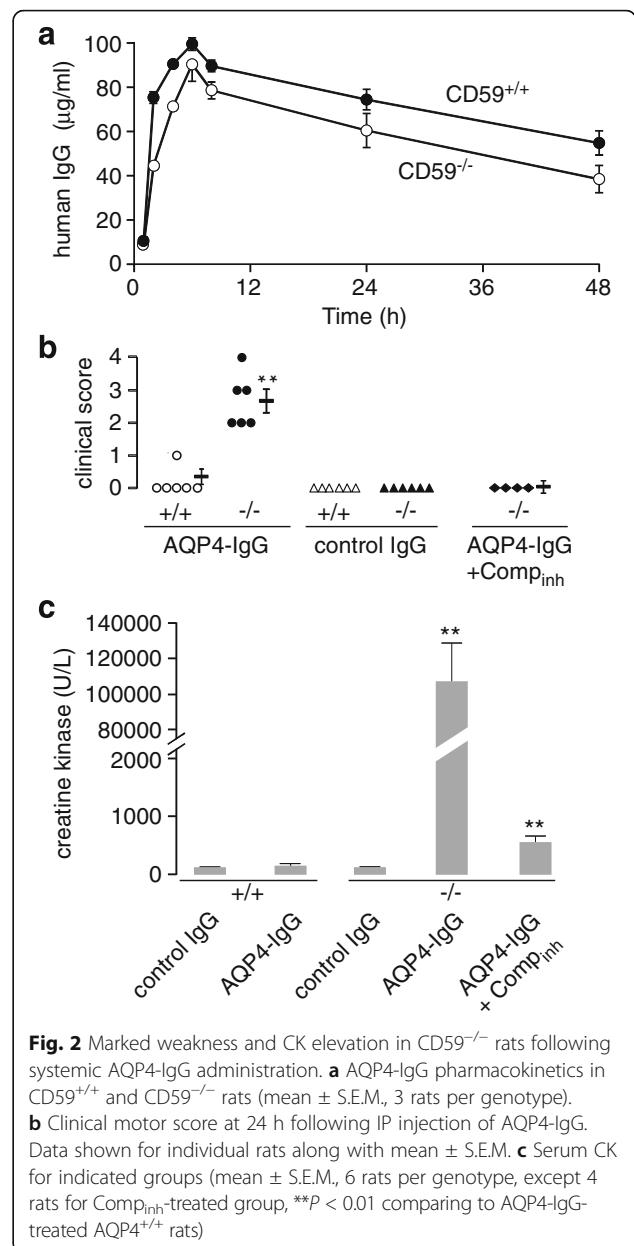 a
human IgG (µg/ml)
100
80
60
40
20
0
CD59+/+
CD59-/-
0 12 24 36 48
Time (h)
b
clinical score
4
3
2
1
0
**
+/+ -/- +/+ -/- -/-
AQP4-IgG control IgG AQP4-IgG
+Compinh
c
creatine kinase (U/L)
140000
120000
100000
80000
2000
1000
0
**
**
+/+ -/-
control IgG
AQP4-IgG
control IgG
AQP4-IgG
AQP4-IgG
+ Compinh
Fig. 2 Marked weakness and CK elevation in CD59−/− rats following
systemic AQP4-IgG administration. a AQP4-IgG pharmacokinetics in
CD59+/+ and CD59−/− rats (mean ± S.E.M., 3 rats per genotype).
b Clinical motor score at 24 h following IP injection of AQP4-IgG.
Data shown for individual rats along with mean ± S.E.M. c Serum CK
for indicated groups (mean ± S.E.M., 6 rats per genotype, except 4
rats for Compinh-treated group, **P < 0.01 comparing to AQP4-IgG-
treated AQP4+/+ rats)